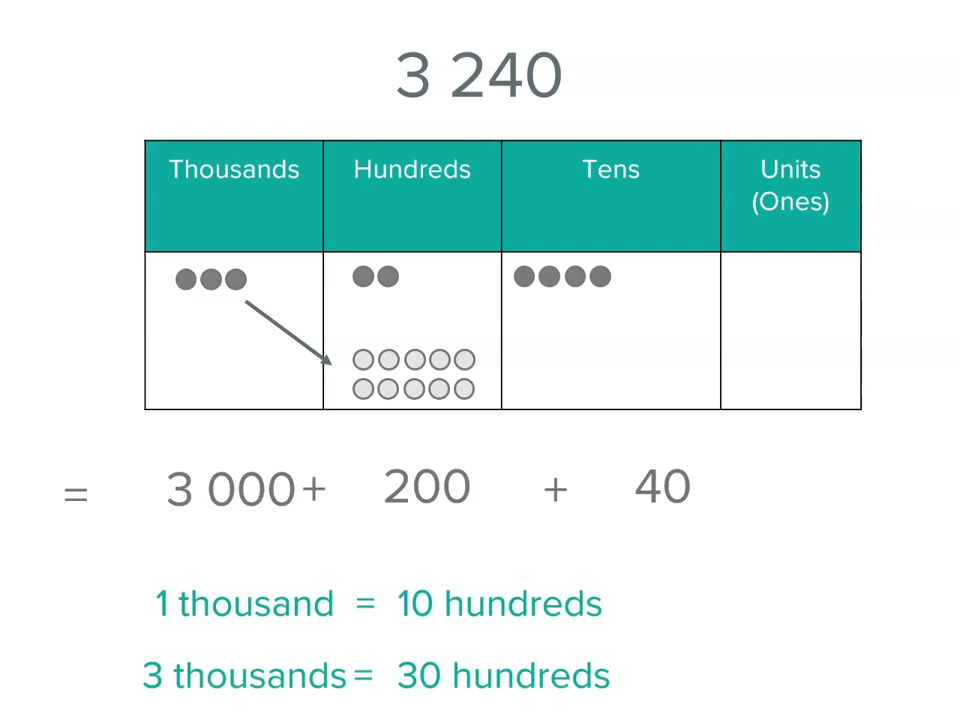 3 240
Thousands Hundreds Tens Units
(Ones)
= 3 000 + 200 + 40
1 thousand = 10 hundreds
3 thousands = 30 hundreds